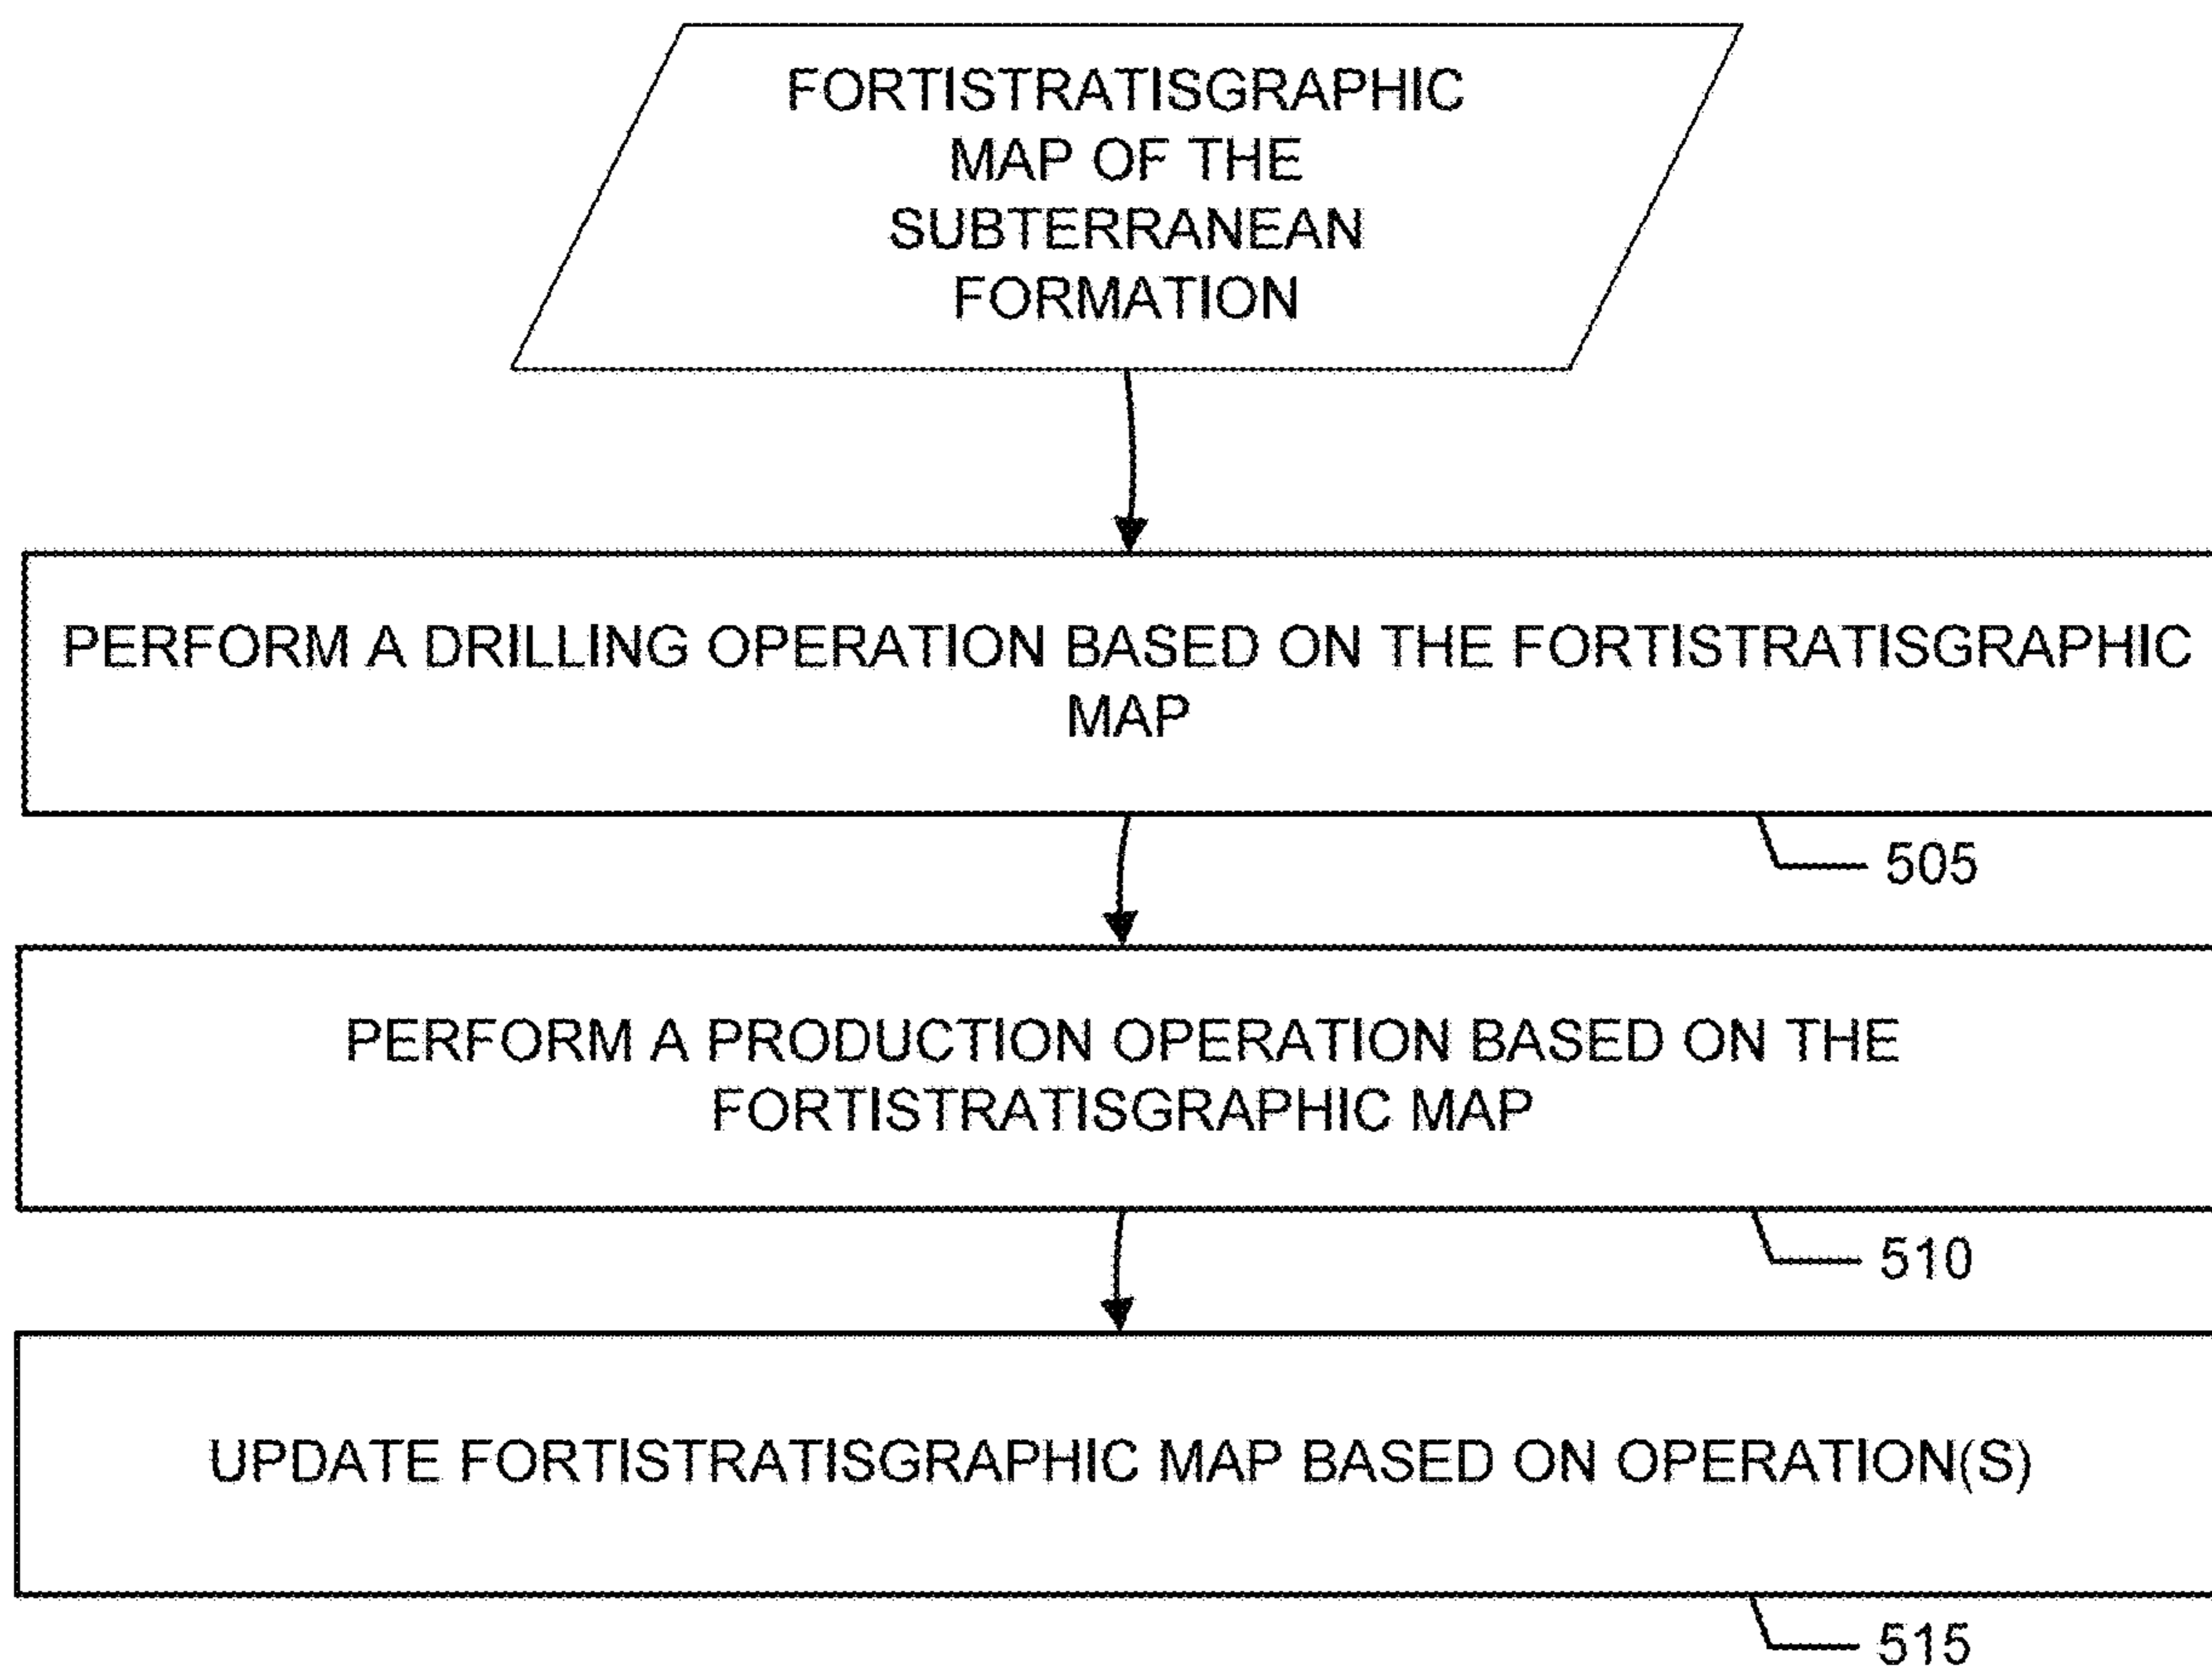 FORTISTRATISGRAPHIC
MAP OF THE
SUBTERRANEAN
FORMATION
PERFORM A DRILLING OPERATION BASED ON THE FORTISTRATISGRAPHIC
MAP
505
PERFORM A PRODUCTION OPERATION BASED ON THE
FORTISTRATISGRAPHIC MAP
510
UPDATE FORTISTRATISGRAPHIC MAP BASED ON OPERATION(S)
515